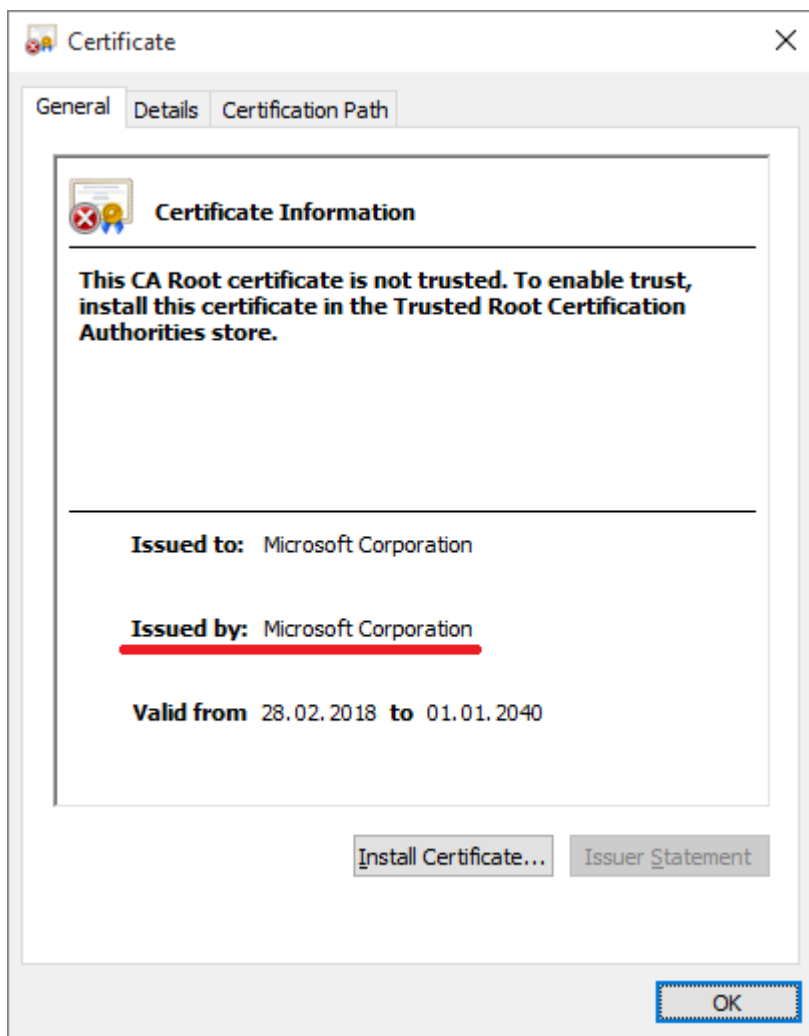 Certificate
General Details Certification Path
Certificate Information
This CA Root certificate is not trusted. To enable trust,
install this certificate in the Trusted Root Certification
Authorities store.
Issued to: Microsoft Corporation
Issued by: Microsoft Corporation
Valid from 28.02.2018 to 01.01.2040
Install Certificate... Issuer Statement
OK